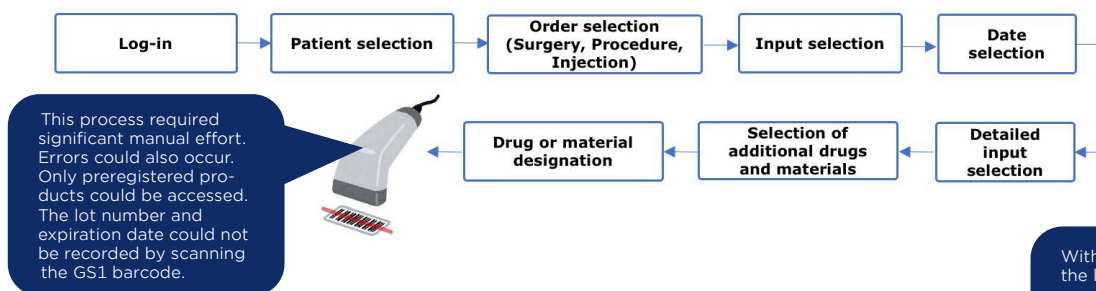 Log-in
Patient selection
Order selection
(Surgery, Procedure,
Injection)
Input selection
Date
selection
Detailed
input
selection
Selection of
additional drugs
and materials
Drug or material
designation
This process required
significant manual effort.
Errors could also occur.
Only preregistered pro-
ducts could be accessed.
The lot number and
expiration date could not
be recorded by scanning
the GS1 barcode.
With
the